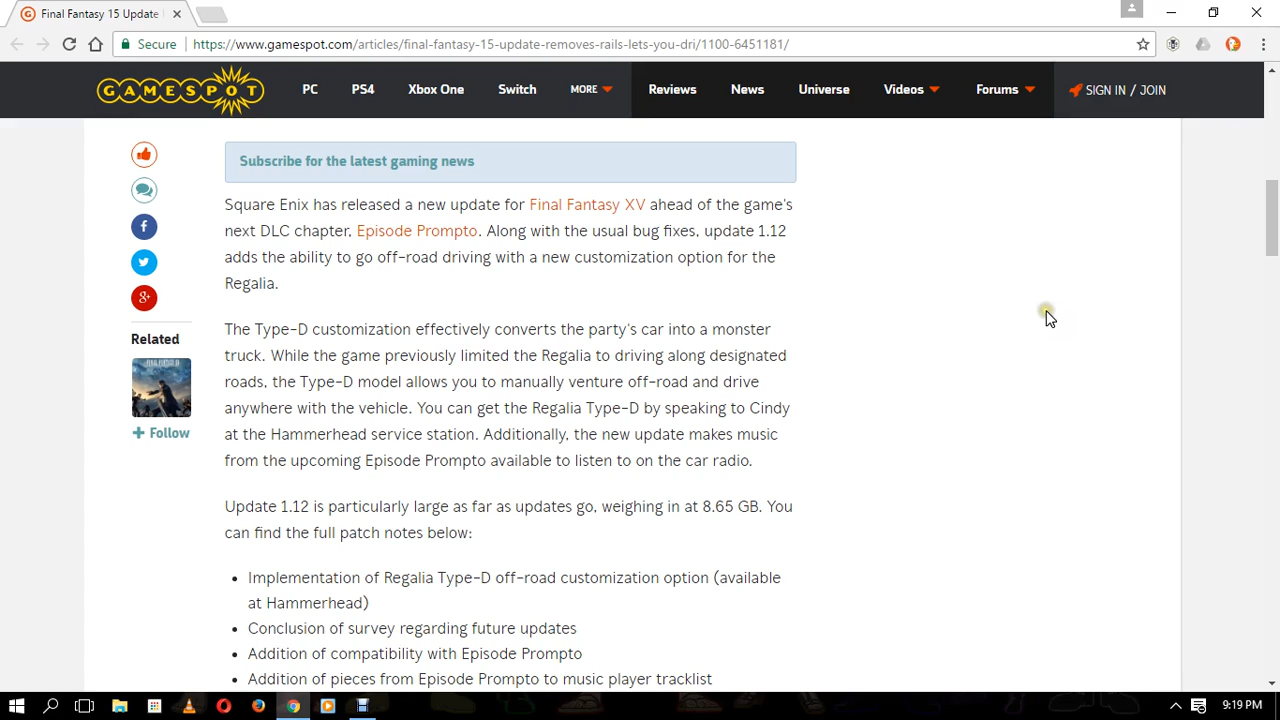 Final Fantasy 15 Update
Secure
https://www.gamespot.com/articles/final-fantasy-15-update-removes-rails-lets-you-dri/1100-6451181/
GAMESPOT
PC
PS4
Xbox One
Switch
MORE
Reviews
News
Universe
Videos
Forums
SIGN IN / JOIN
Subscribe for the latest gaming news
Square Enix has released a new update for Final Fantasy XV ahead of the game's
next DLC chapter, Episode Prompto. Along with the usual bug fixes, update 1.12
adds the ability to go off-road driving with a new customization option for the
Regalia.
Related
+ Follow
The Type-D customization effectively converts the party's car into a monster
truck. While the game previously limited the Regalia to driving along designated
roads, the Type-D model allows you to manually venture off-road and drive
anywhere with the vehicle. You can get the Regalia Type-D by speaking to Cindy
at the Hammerhead service station. Additionally, the new update makes music
from the upcoming Episode Prompto available to listen to on the car radio.
Update 1.12 is particularly large as far as updates go, weighing in at 8.65 GB. You
can find the full patch notes below:
• Implementation of Regalia Type-D off-road customization option (available
at Hammerhead)
• Conclusion of survey regarding future updates
• Addition of compatibility with Episode Prompto
• Addition of pieces from Episode Prompto to music player tracklist
9:19 PM